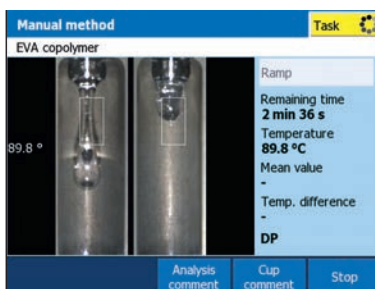 Manual method
Task
EVA copolymer
89.8 °
Ramp
Remaining time
2 min 36 s
Temperature
89.8 °C
Mean value
-
Temp. difference
-
DP
Analysis
comment
Cup
comment
Stop